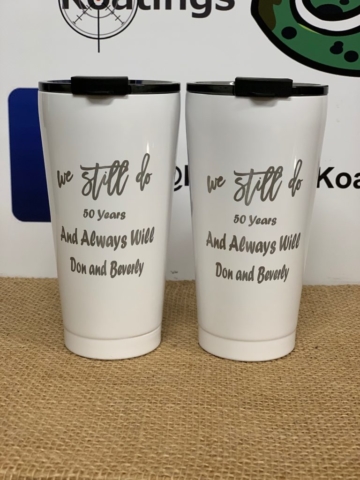 Koatings
we still do
50 Years
And Always Will
Don and Beverly
we still do
50 Years
And Always Will
Don and Beverly
@
Koa